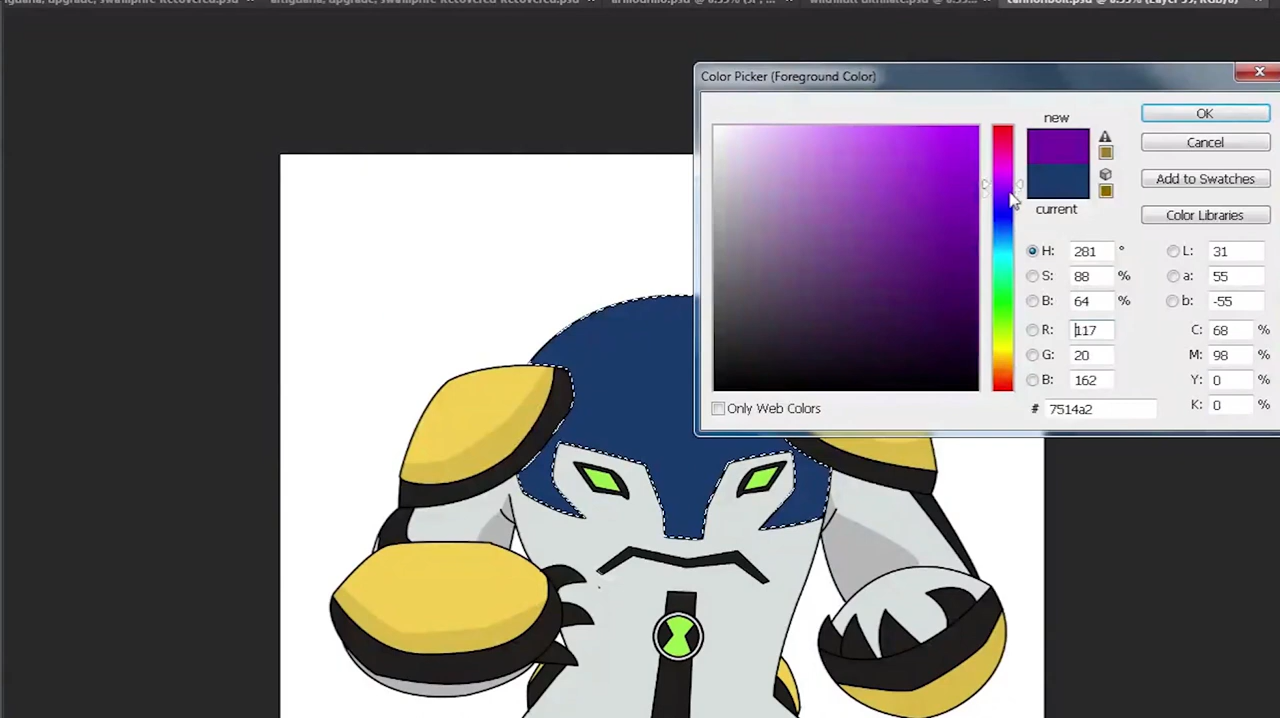 Color Picker (Foreground Color)
new
current
OK
Cancel
Add to Swatches
Color Libraries
H: 281 °
S: 88 %
B: 64 %
R: 117
G: 20
B: 162
L: 31
a: 55
b: -55
C: 68 %
M: 98 %
Y: 0 %
K: 0 %
# 7514a2
Only Web Colors